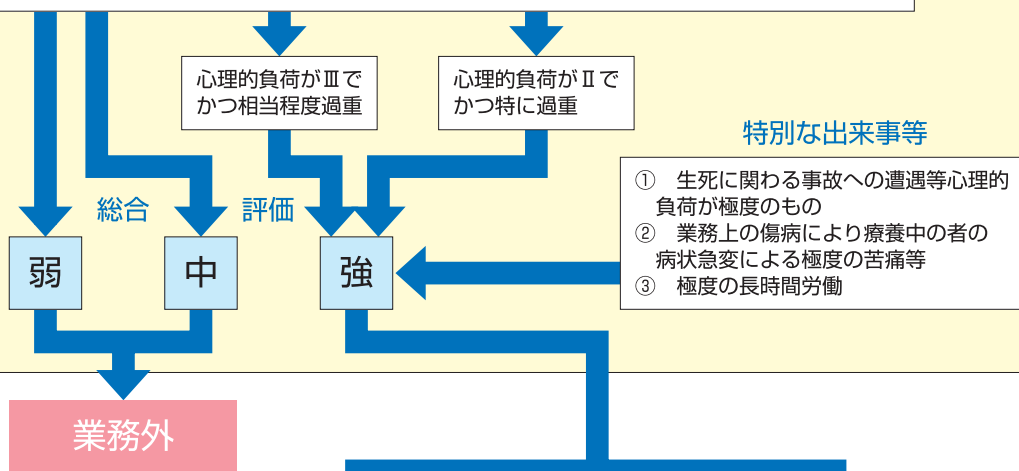 心理的負荷がⅢで
かつ相当程度過重
心理的負荷がⅡで
かつ特に過重
特別な出来事等
① 生死に関わる事故への遭遇等心理的
負荷が極度のもの
② 業務上の傷病により療養中の者の
病状急変による極度の苦痛等
③ 極度の長時間労働
総合 評価
弱 中 強
業務外